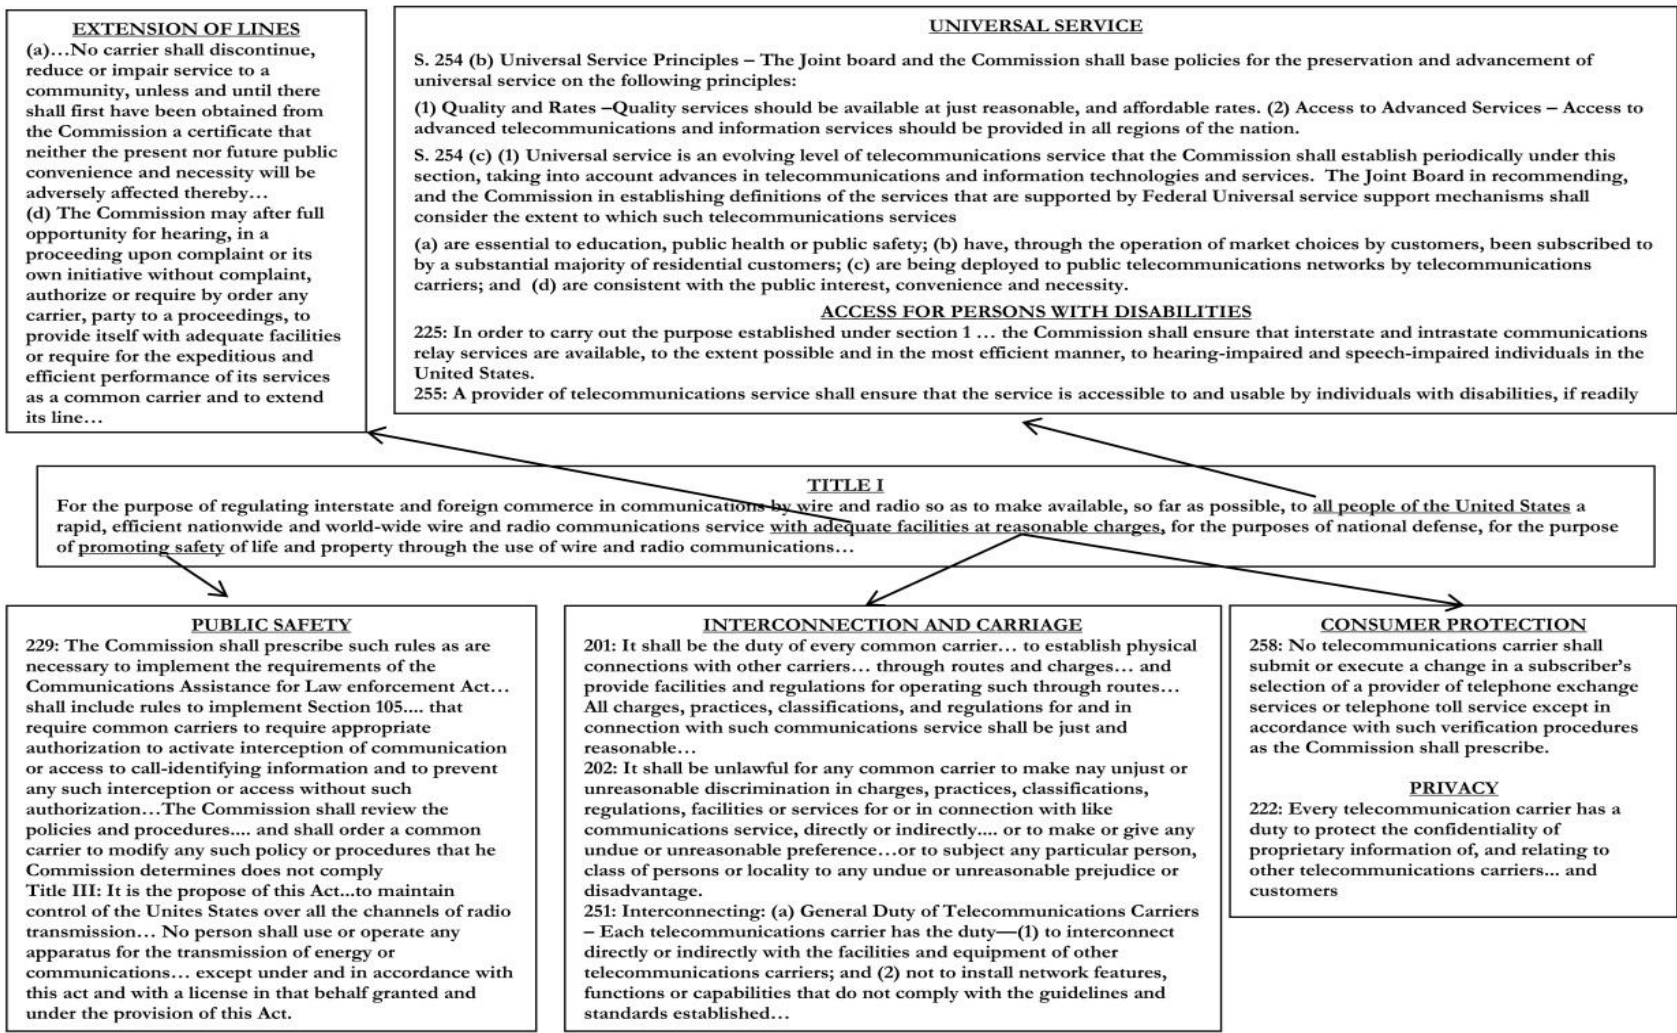 EXTENSION OF LINES
(a)…No carrier shall discontinue,
reduce or impair service to a
community, unless and until there
shall first have been obtained from
the Commission a certificate that
neither the present nor future public
convenience and necessity will be
adversely affected thereby…
(d) The Commission may after full
opportunity for hearing, in a
proceeding upon complaint or its
own initiative without complaint,
authorize or require by order any
carrier, party to a proceedings, to
provide itself with adequate facilities
or require for the expeditious and
efficient performance of its services
as a common carrier and to extend
its line…
UNIVERSAL SERVICE
S. 254 (b) Universal Service Principles – The Joint board and the Commission shall base policies for the preservation and advancement of
universal service on the following principles:
(1) Quality and Rates –Quality services should be available at just reasonable, and affordable rates. (2) Access to Advanced Services – Access to
advanced telecommunications and information services should be provided in all regions of the nation.
S. 254 (c) (1) Universal service is an evolving level of telecommunications service that the Commission shall establish periodically under this
section, taking into account advances in telecommunications and information technologies and services. The Joint Board in recommending,
and the Commission in establishing definitions of the services that are supported by Federal Universal service support mechanisms shall
consider the extent to which such telecommunications services
(a) are essential to education, public health or public safety; (b) have, through the operation of market choices by customers, been subscribed to
by a substantial majority of residential customers; (c) are being deployed to public telecommunications networks by telecommunications
carriers; and (d) are consistent with the public interest, convenience and necessity.
ACCESS FOR PERSONS WITH DISABILITIES
225: In order to carry out the purpose established under section 1 … the Commission shall ensure that interstate and intrastate communications
relay services are available, to the extent possible and in the most efficient manner, to hearing-impaired and speech-impaired individuals in the
United States.
255: A provider of telecommunications service shall ensure that the service is accessible to and usable by individuals with disabilities, if readily
TITLE I
For the purpose of regulating interstate and foreign commerce in communications by wire and radio so as to make available, so far as possible, to all people of the United States a
rapid, efficient nationwide and world-wide wire and radio communications service with adequate facilities at reasonable charges, for the purposes of national defense, for the purpose
of promoting safety of life and property through the use of wire and radio communications…
PUBLIC SAFETY
229: The Commission shall prescribe such rules as are
necessary to implement the requirements of the
Communications Assistance for Law enforcement Act…
shall include rules to implement Section 105.... that
require common carriers to require appropriate
authorization to activate interception of communication
or access to call-identifying information and to prevent
any such interception or access without such
authorization…The Commission shall review the
policies and procedures.... and shall order a common
carrier to modify any such policy or procedures that he
Commission determines does not comply
Title III: It is the propose of this Act...to maintain
control of the Unites States over all the channels of radio
transmission… No person shall use or operate any
apparatus for the transmission of energy or
communications… except under and in accordance with
this act and with a license in that behalf granted and
under the provision of this Act.
INTERCONNECTION AND CARRIAGE
201: It shall be the duty of every common carrier… to establish physical
connections with other carriers… through routes and charges… and
provide facilities and regulations for operating such through routes…
All charges, practices, classifications, and regulations for and in
connection with such communications service shall be just and
reasonable…
202: It shall be unlawful for any common carrier to make nay unjust or
unreasonable discrimination in charges, practices, classifications,
regulations, facilities or services for or in connection with like
communications service, directly or indirectly.... or to make or give any
undue or unreasonable preference…or to subject any particular person,
class of persons or locality to any undue or unreasonable prejudice or
disadvantage.
251: Interconnecting: (a) General Duty of Telecommunications Carriers
– Each telecommunications carrier has the duty—(1) to interconnect
directly or indirectly with the facilities and equipment of other
telecommunications carriers; and (2) not to install network features,
functions or capabilities that do not comply with the guidelines and
standards established…
CONSUMER PROTECTION
258: No telecommunications carrier shall
submit or execute a change in a subscriber's
selection of a provider of telephone exchange
services or telephone toll service except in
accordance with such verification procedures
as the Commission shall prescribe.
PRIVACY
222: Every telecommunication carrier has a
duty to protect the confidentiality of
proprietary information of, and relating to
other telecommunications carriers... and
customers